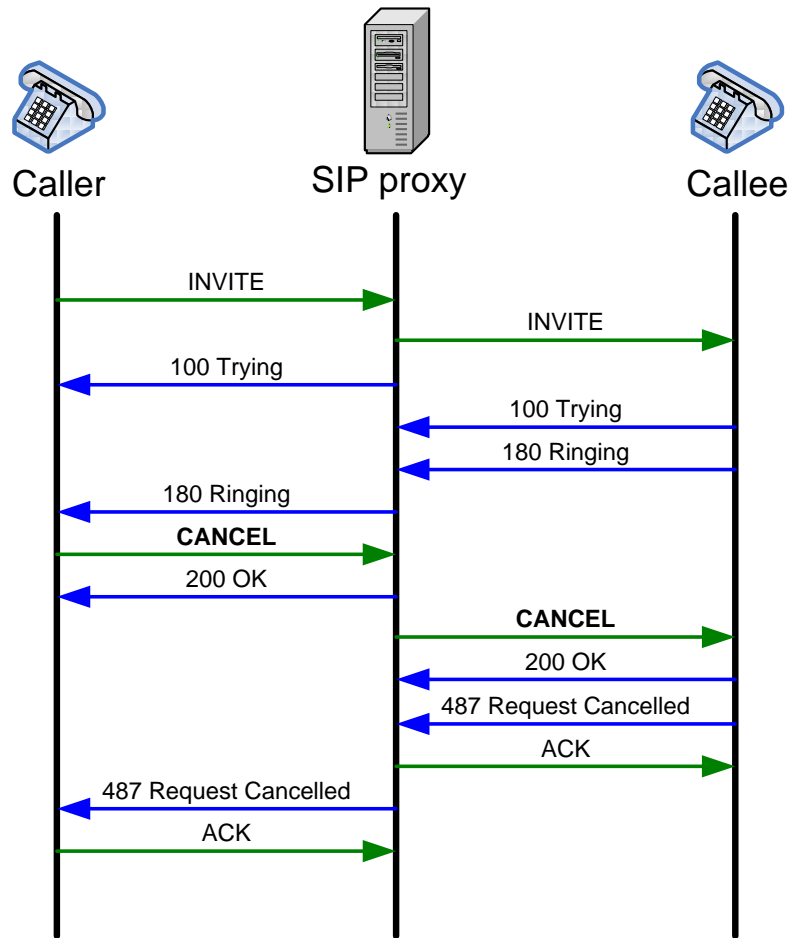 Caller
SIP proxy
Callee
INVITE
INVITE
100 Trying
100 Trying
180 Ringing
180 Ringing
CANCEL
200 OK
CANCEL
200 OK
487 Request Cancelled
ACK
487 Request Cancelled
ACK